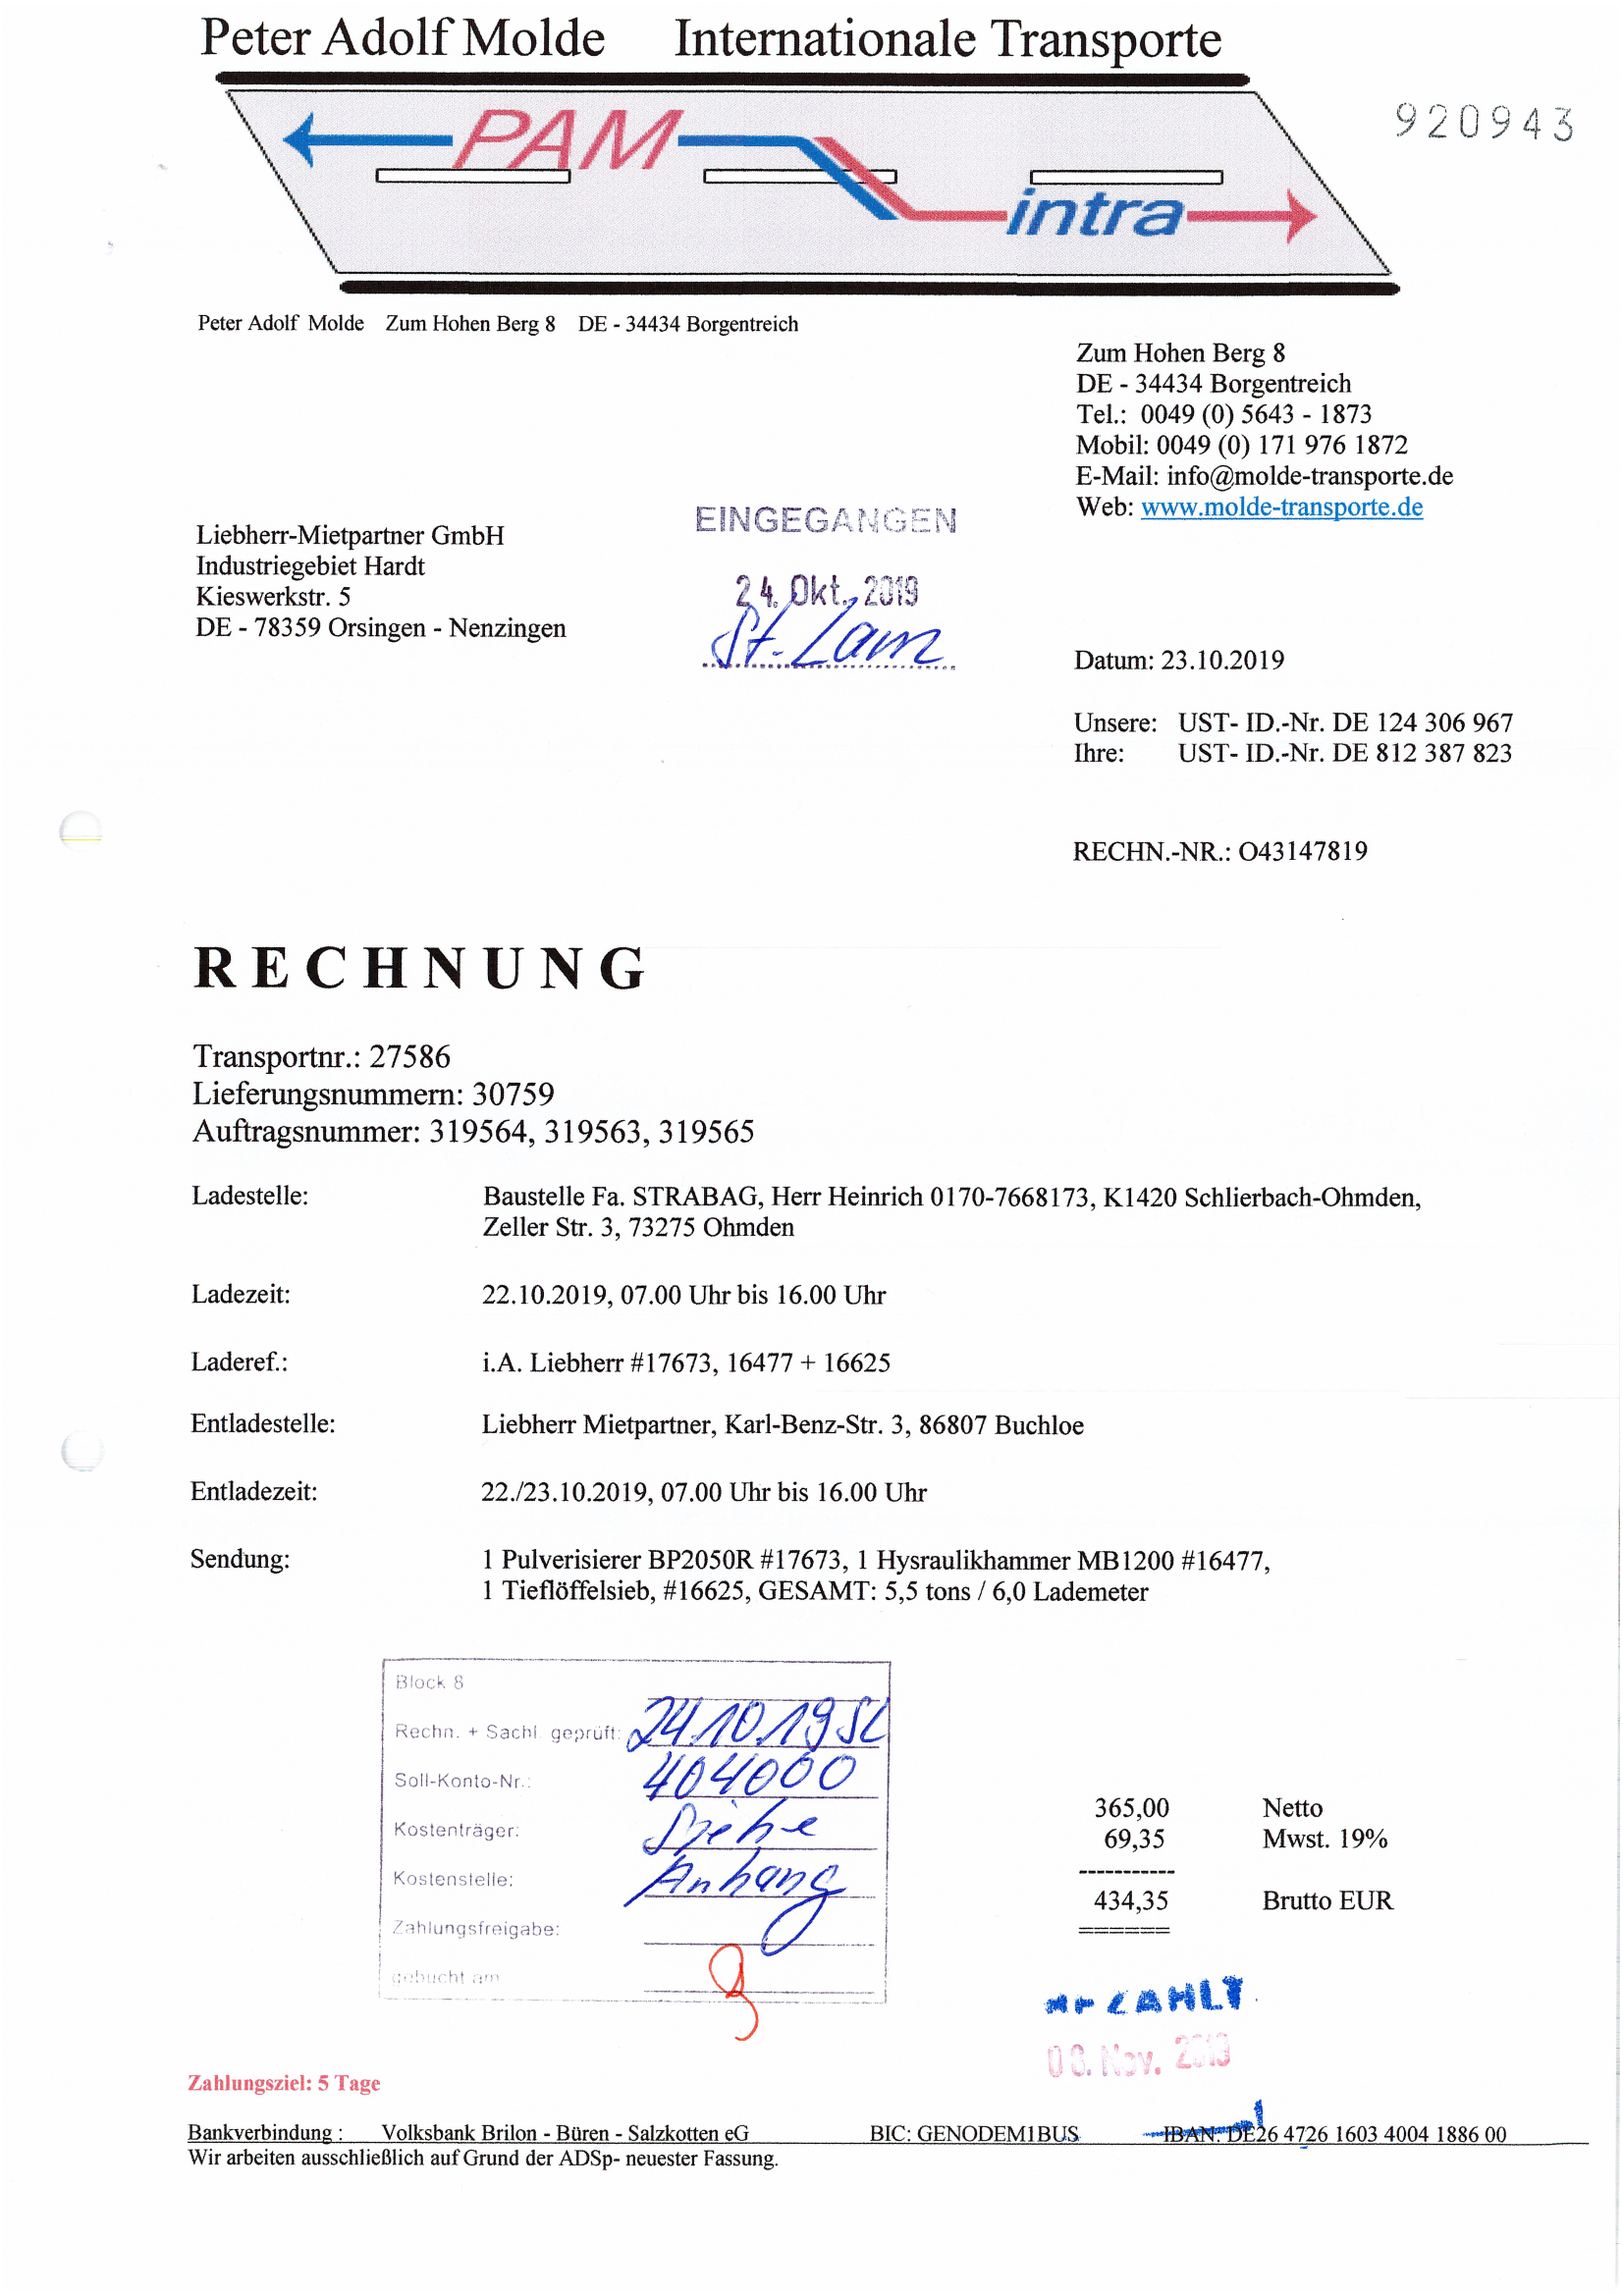 Peter Adolf Molde Internationale Transporte
920943
PAM
intra
Peter Adolf Molde Zum Hohen Berg 8 DE - 34434 Borgentreich
Zum Hohen Berg 8
DE - 34434 Borgentreich
Tel.: 0049 (0) 5643 - 1873
Mobil: 0049 (0) 171 976 1872
E-Mail: info@molde-transporte.de
Web: www.molde-transporte.de
Liebherr-Mietpartner GmbH
Industriegebiet Hardt
Kieswerkstr. 5
DE - 78359 Orsingen - Nenzingen
EINGEGANGEN
24. Okt. 2019
St. Lam
Datum: 23.10.2019
Unsere: UST- ID.-Nr. DE 124 306 967
Ihre: UST- ID.-Nr. DE 812 387 823
RECHN.-NR.: O43147819
RECHNUNG
Transportnr.: 27586
Lieferungsnummern: 30759
Auftragsnummer: 319564, 319563, 319565
Ladestelle: Baustelle Fa. STRABAG, Herr Heinrich 0170-7668173, K1420 Schlierbach-Ohmden,
Zeller Str. 3, 73275 Ohmden
Ladezeit: 22.10.2019, 07.00 Uhr bis 16.00 Uhr
Laderef.: i.A. Liebherr #17673, 16477 + 16625
Entladestelle: Liebherr Mietpartner, Karl-Benz-Str. 3, 86807 Buchloe
Entladezeit: 22./23.10.2019, 07.00 Uhr bis 16.00 Uhr
Sendung: 1 Pulverisierer BP2050R #17673, 1 Hysraulikhammer MB1200 #16477,
1 Tieflöffelsieb, #16625, GESAMT: 5,5 tons / 6,0 Lademeter
Block 8
Rechn. + Sachl. geprüft: 24.10.19 SL
Soll-Konto-Nr.: 404000
Kostenträger: Siehe
Kostenstelle: Anhang
Zahlungsfreigabe:
gebucht am
365,00 Netto
69,35 Mwst. 19%
-----------
434,35 Brutto EUR
======
BEZAHLT
Nov. 2019
Zahlungsziel: 5 Tage
Bankverbindung : Volksbank Brilon - Büren - Salzkotten eG BIC: GENODEM1BUS IBAN: DE26 4726 1603 4004 1886 00
Wir arbeiten ausschließlich auf Grund der ADSp- neuester Fassung.